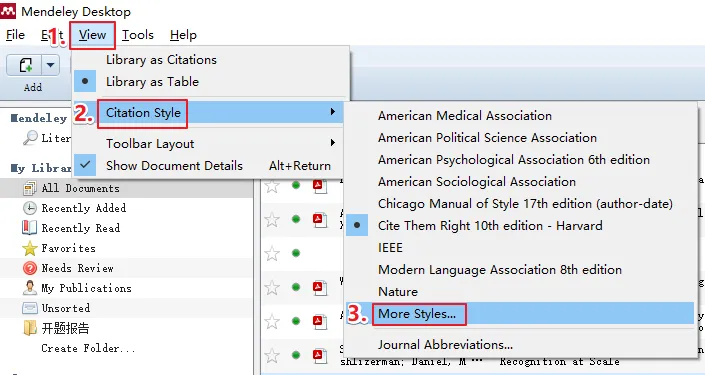 Mendeley Desktop
1.
File Edit View Tools Help
Add
Library as Citations
Library as Table
2. Citation Style
Toolbar Layout
Show Document Details Alt+Return
American Medical Association
American Political Science Association
American Psychological Association 6th edition
American Sociological Association
Chicago Manual of Style 17th edition (author-date)
Cite Them Right 10th edition - Harvard
IEEE
Modern Language Association 8th edition
Nature
3. More Styles...
Journal Abbreviations...
Mendeley
Liter
My Librar
All Documents
Recently Added
Recently Read
Favorites
Needs Review
My Publications
Unsorted
开题报告
Create Folder...
shlizerman; Daniel, M ··· Recognition at Scale